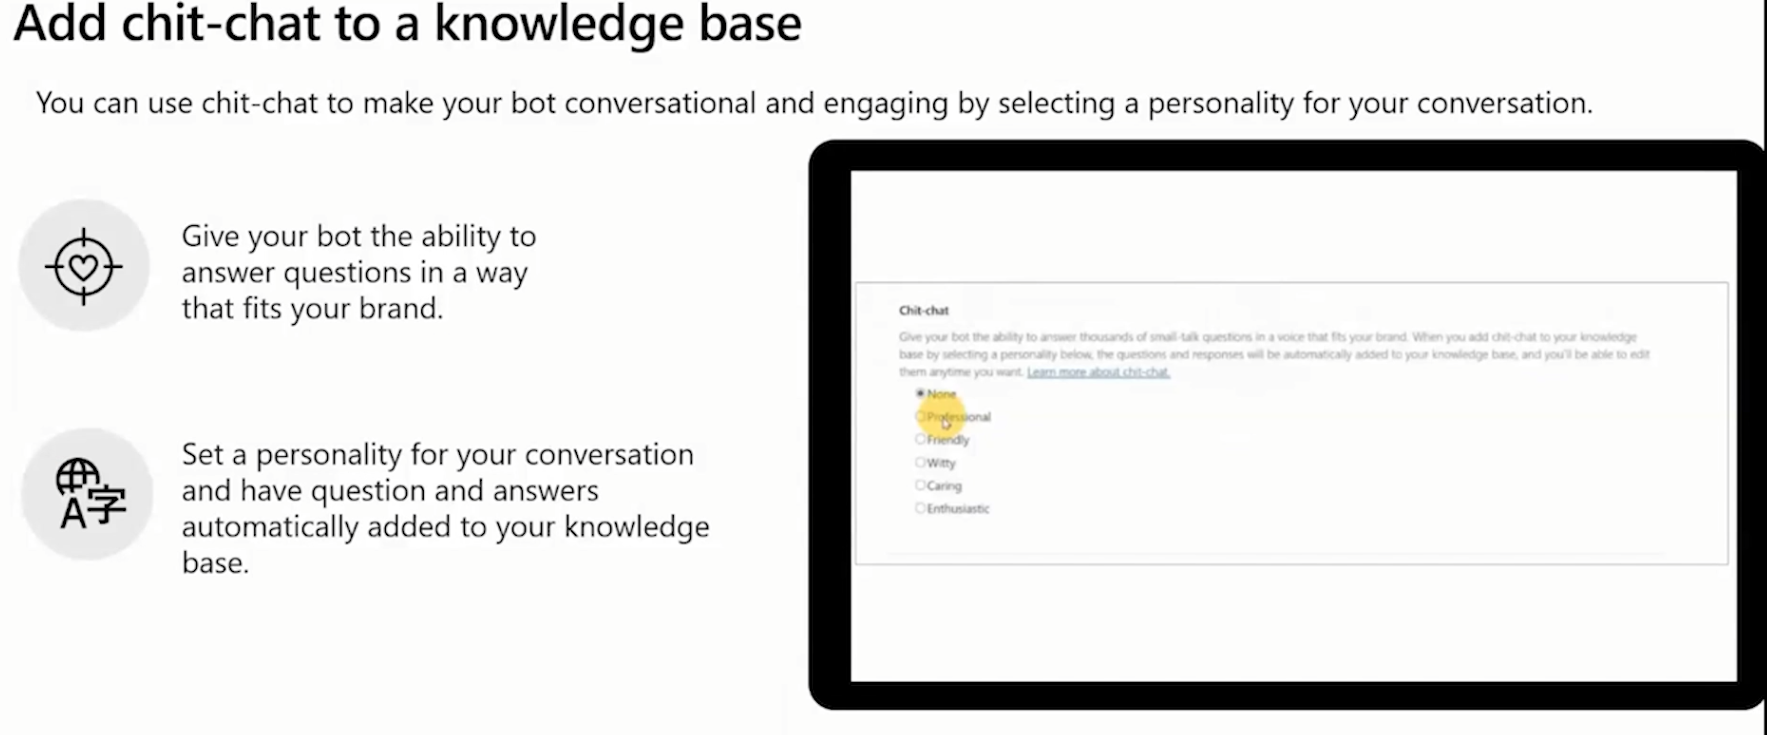 Add chit-chat to a knowledge base
You can use chit-chat to make your bot conversational and engaging by selecting a personality for your conversation.
Give your bot the ability to
answer questions in a way
that fits your brand.
Set a personality for your conversation
and have question and answers
automatically added to your knowledge
base.
A字
Chit-chat
Give your bot the ability to answer thousands of small-talk questions in a voice that fits your brand. When you add chit-chat to your knowledge
base by selecting a personality below, the questions and responses will be automatically added to your knowledge base, and you'll be able to edit
them anytime you want. Learn more about chit-chat.
None
Professional
Friendly
Witty
Caring
Enthusiastic